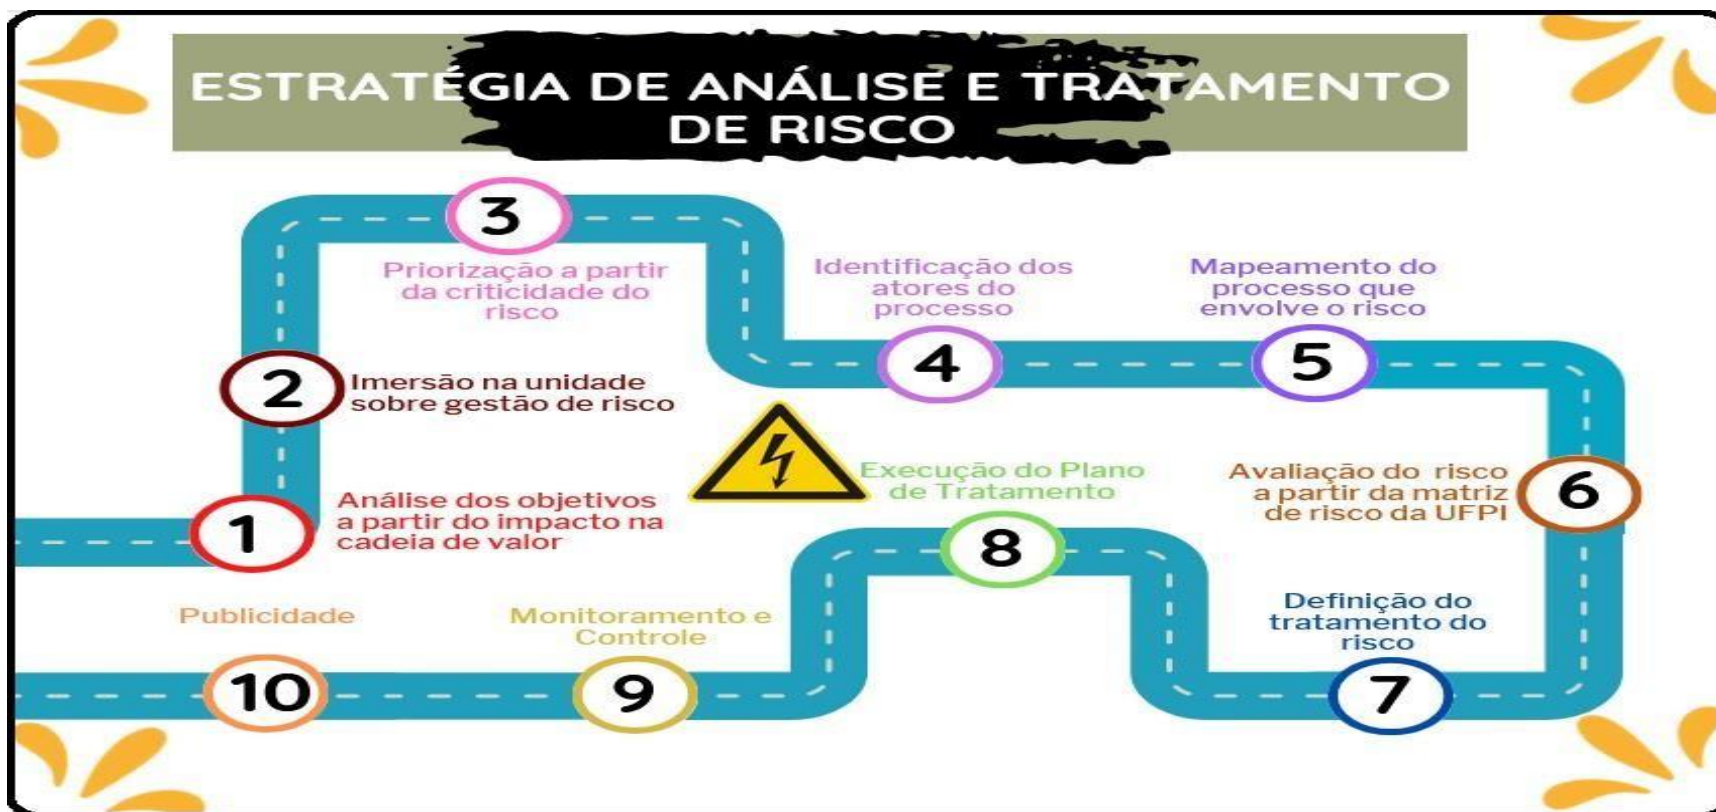 ESTRATÉGIA DE ANÁLISE E TRATAMENTO
DE RISCO
1
Análise dos objetivos
a partir do impacto na
cadeia de valor
2
Imersão na unidade
sobre gestão de risco
3
Priorização a partir
da criticidade do
risco
4
Identificação dos
atores do
processo
5
Mapeamento do
processo que
envolve o risco
6
Avaliação do risco
a partir da matriz
de risco da UFPI
7
Definição do
tratamento do
risco
8
Execução do Plano
de Tratamento
9
Monitoramento e
Controle
10
Publicidade